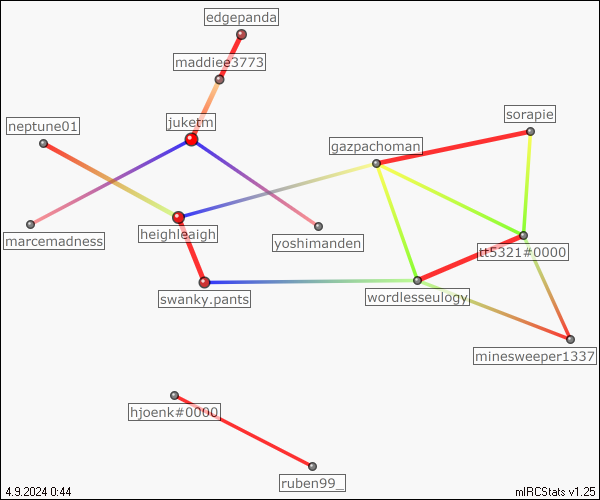 edgepanda
maddiee3773
juketm
sorapie
neptune01
gazpachoman
marcemadness
heighleaigh
yoshimanden
tt5321#0000
swanky.pants
wordlesseulogy
minesweeper1337
hjoenk#0000
ruben99_
4.9.2024 0:44
mIRCStats v1.25